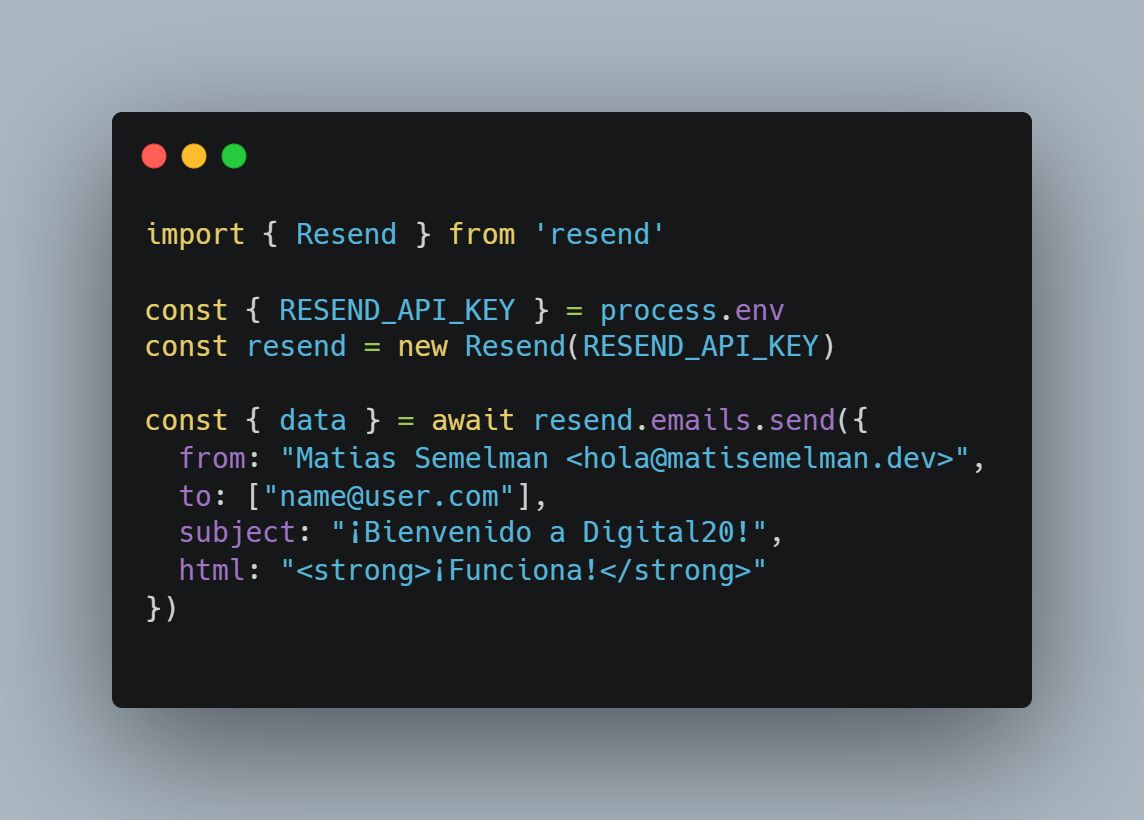 import { Resend } from 'resend'
const { RESEND_API_KEY } = process.env
const resend = new Resend(RESEND_API_KEY)
const { data } = await resend.emails.send({
  from: "Matias Semelman <hola@matisemelman.dev>",
  to: ["name@user.com"],
  subject: "¡Bienvenido a Digital20!",
  html: "<strong>¡Funciona!</strong>"
})